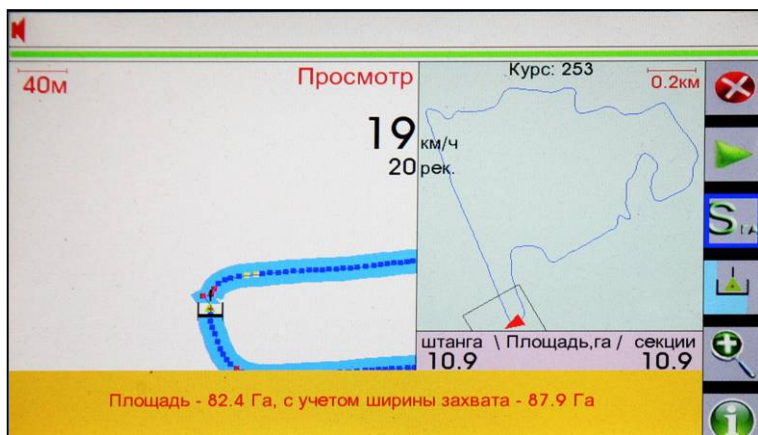 40м
Просмотр
Курс: 253
0.2км
19 км/ч
20 рек.
S ГА
штанга \ Площадь,га / секции
10.9 10.9
Площадь - 82.4 Га, с учетом ширины захвата - 87.9 Га